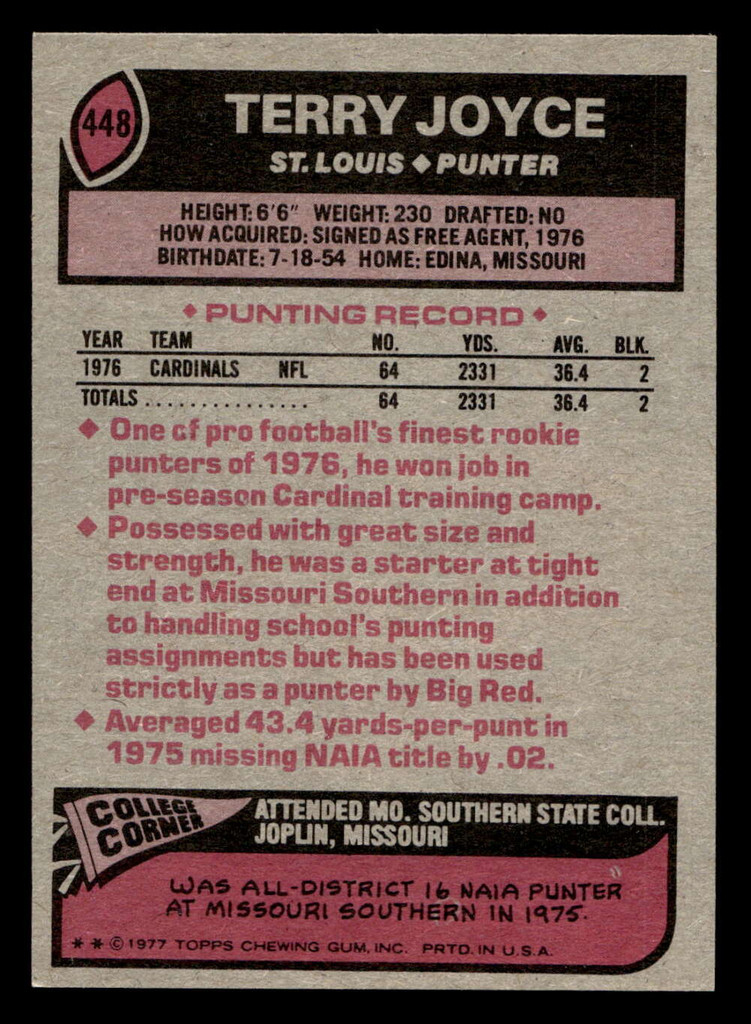 448
TERRY JOYCE
ST. LOUIS ◆ PUNTER
HEIGHT: 6'6" WEIGHT: 230 DRAFTED: NO
HOW ACQUIRED: SIGNED AS FREE AGENT, 1976
BIRTHDATE: 7-18-54 HOME: EDINA, MISSOURI
◆ PUNTING RECORD ◆
YEAR TEAM NO. YDS. AVG. BLK.
1976 CARDINALS NFL 64 2331 36.4 2
TOTALS ............... 64 2331 36.4 2
◆ One of pro football's finest rookie
punters of 1976, he won job in
pre-season Cardinal training camp.
◆ Possessed with great size and
strength, he was a starter at tight
end at Missouri Southern in addition
to handling school's punting
assignments but has been used
strictly as a punter by Big Red.
◆ Averaged 43.4 yards-per-punt in
1975 missing NAIA title by .02.
COLLEGE
CORNER
ATTENDED MO. SOUTHERN STATE COLL.
JOPLIN, MISSOURI
WAS ALL-DISTRICT 16 NAIA PUNTER
AT MISSOURI SOUTHERN IN 1975.
* * © 1977 TOPPS CHEWING GUM, INC. PRTD. IN U.S.A.